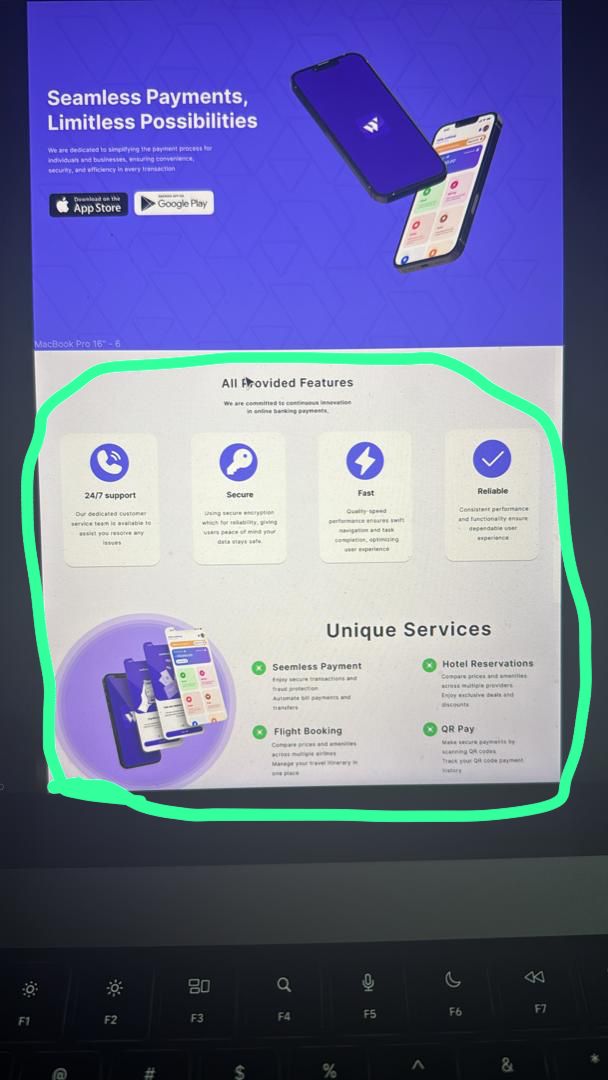 Seamless Payments,
Limitless Possibilities
We are dedicated to simplifying the payment process for
individuals and businesses, ensuring convenience,
security, and efficiency in every transaction
Download on the
App Store
Google Play
MacBook Pro 16" - 6
All Provided Features
We are committed to continuous innovation
in online banking payments,
24/7 support
Our dedicated customer
service team is available to
assist you resolve any
issues
Secure
Using secure encryption
which for reliability, giving
users peace of mind your
data stays safe.
Fast
Quality-speed
performance ensures swift
navigation and task
completion, optimizing
user experience
Reliable
Consistent performance
and functionality ensure
dependable user
experience
Unique Services
Seemless Payment
Enjoy secure transactions and
fraud protection
Automate bill payments and
transfers
Hotel Reservations
Compare prices and amenities
across multiple providers
Enjoy exclusive deals and
discounts
Flight Booking
Compare prices and amenities
across multiple airlines
Manage your travel itinerary in
one place
QR Pay
Make secure payments by
scanning QR codes
Track your QR code payment
history
F1 F2 F3 F4 F5 F6 F7
@ # $ % ^ & *